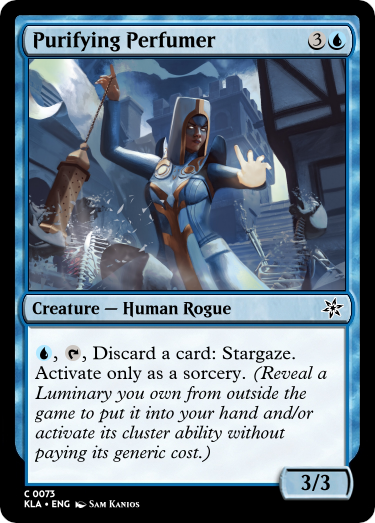 Purifying Perfumer 3
Creature — Human Rogue
, , Discard a card: Stargaze.
Activate only as a sorcery. (Reveal a
Luminary you own from outside the
game to put it into your hand and/or
activate its cluster ability without
paying its generic cost.)
3/3
C 0073
KLA • ENG Sam Kanios